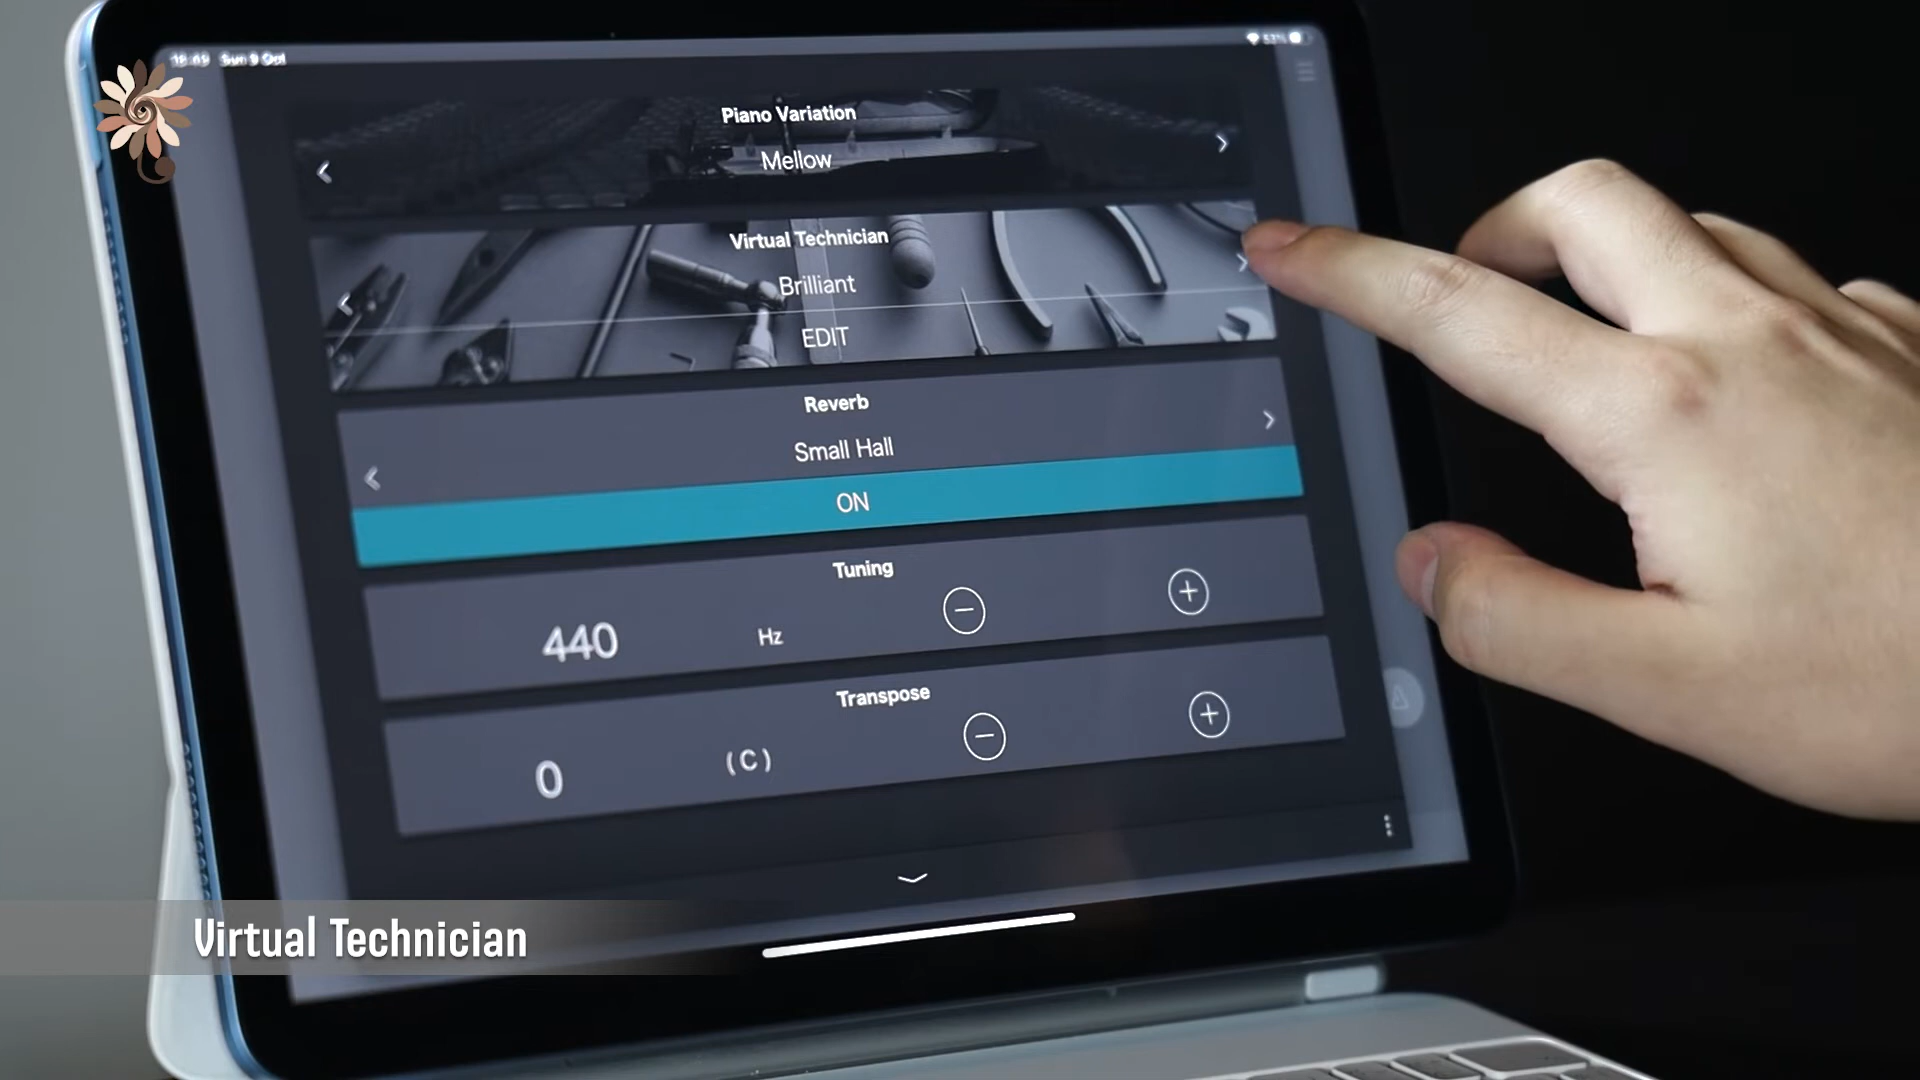 18:49 Sun 9 Oct
53%
Piano Variation
Mellow
Virtual Technician
Brilliant
EDIT
Reverb
Small Hall
ON
Tuning
440 Hz
Transpose
0 (C)
Virtual Technician